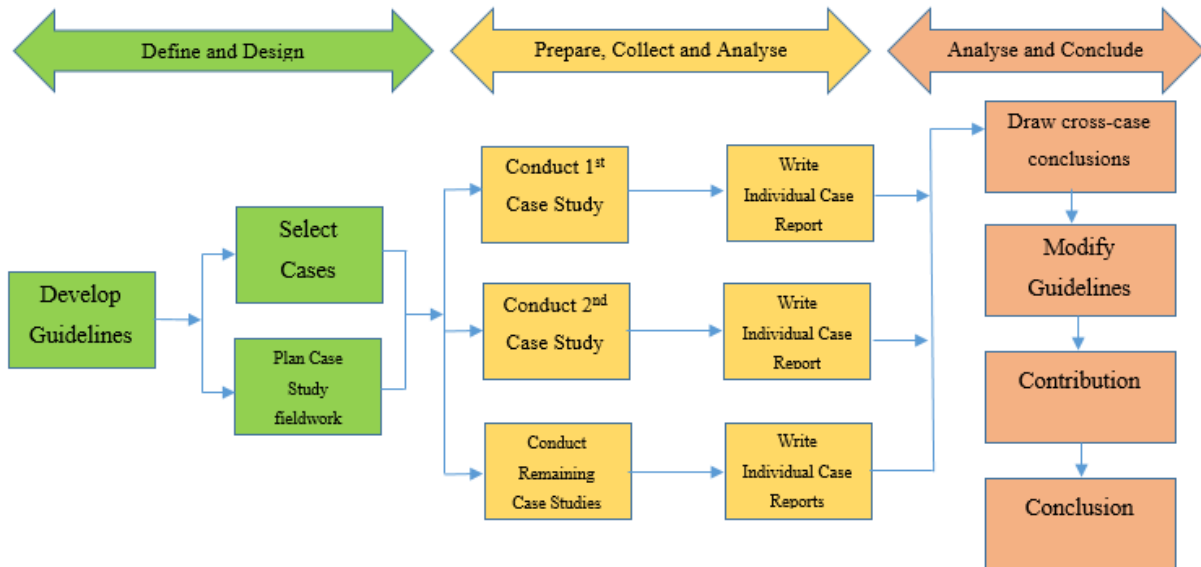 Define and Design
Prepare, Collect and Analyse
Analyse and Conclude
Develop
Guidelines
Select
Cases
Plan Case
Study
fieldwork
Conduct 1st
Case Study
Write
Individual Case
Report
Conduct 2nd
Case Study
Write
Individual Case
Report
Conduct
Remaining
Case Studies
Write
Individual Case
Reports
Draw cross-case
conclusions
Modify
Guidelines
Contribution
Conclusion